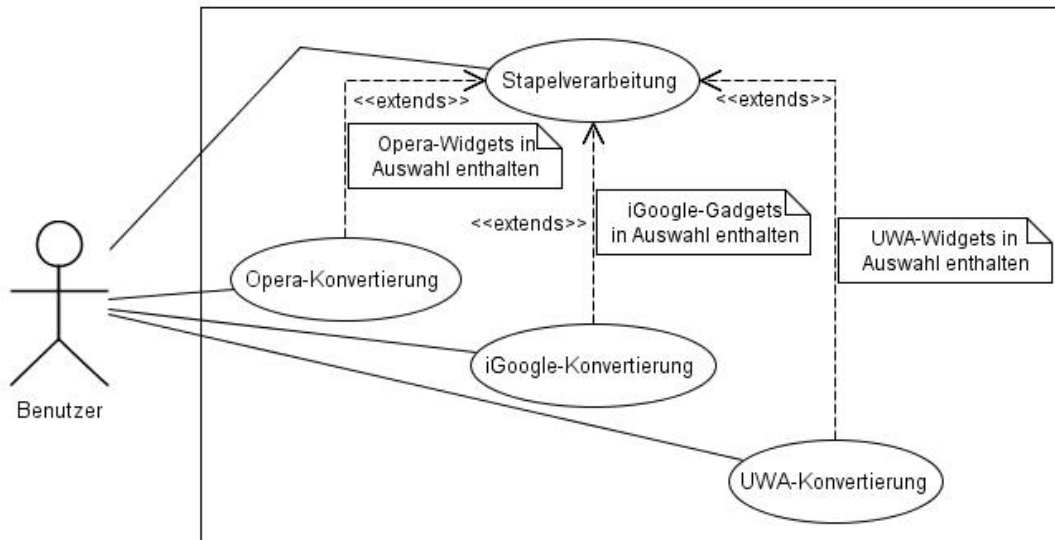 Stapelverarbeitung
<<extends>>
<<extends>>
Opera-Widgets in
Auswahl enthalten
iGoogle-Gadgets
in Auswahl enthalten
<<extends>>
UWA-Widgets in
Auswahl enthalten
Opera-Konvertierung
iGoogle-Konvertierung
Benutzer
UWA-Konvertierung